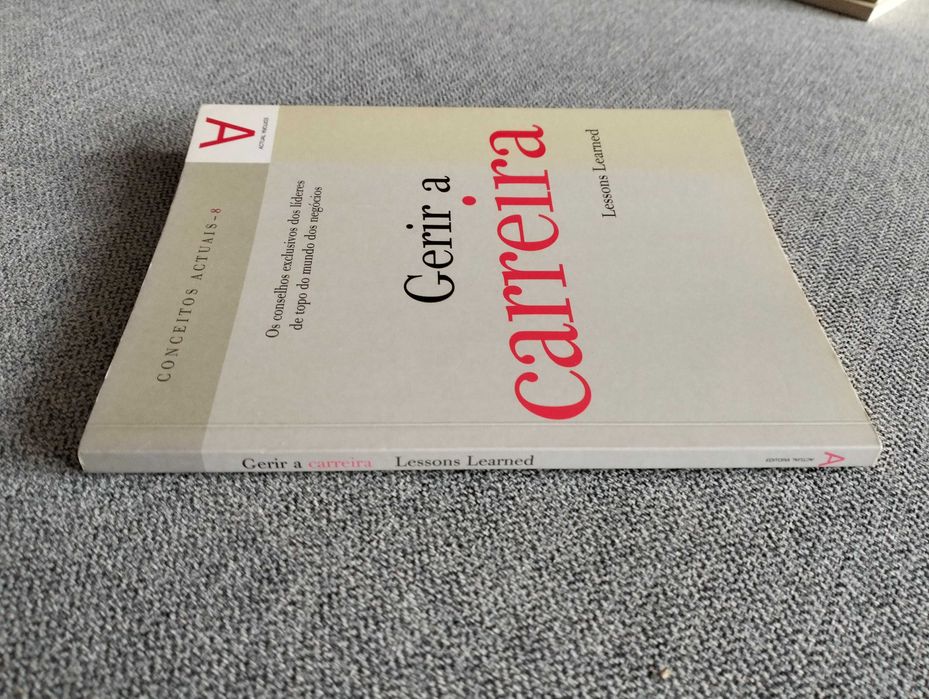 A
ACTUAL EDITORA
CONCEITOS ACTUAIS – 8
Os conselhos exclusivos dos líderes
de topo do mundo dos negócios
Gerir a
carreira
Lessons Learned
Gerir a carreira Lessons Learned
A
ACTUAL EDITORA